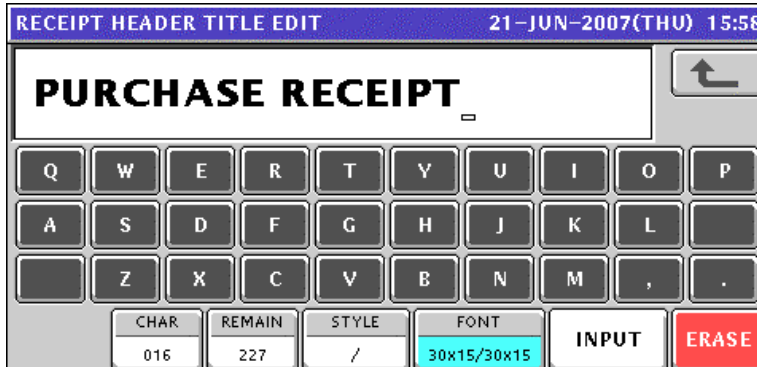 RECEIPT HEADER TITLE EDIT 21-JUN-2007(THU) 15:58
PURCHASE RECEIPT_
Q W E R T Y U I O P
A S D F G H J K L
Z X C V B N M , .
CHAR REMAIN STYLE FONT INPUT ERASE
016 227 / 30x15/30x15